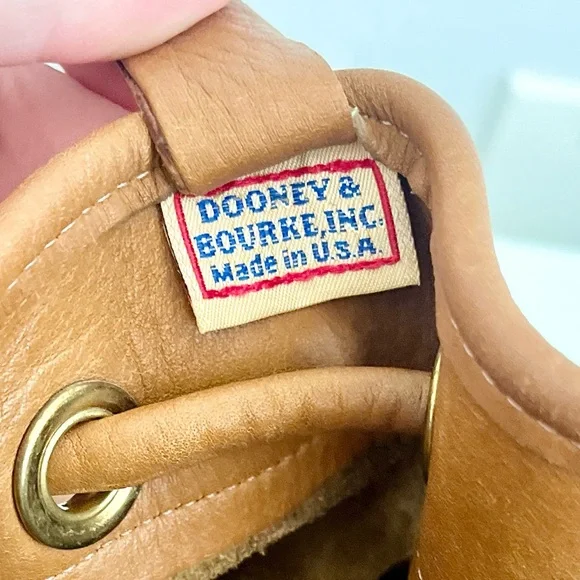 DOONEY &
BOURKE, INC.
Made in U.S.A.